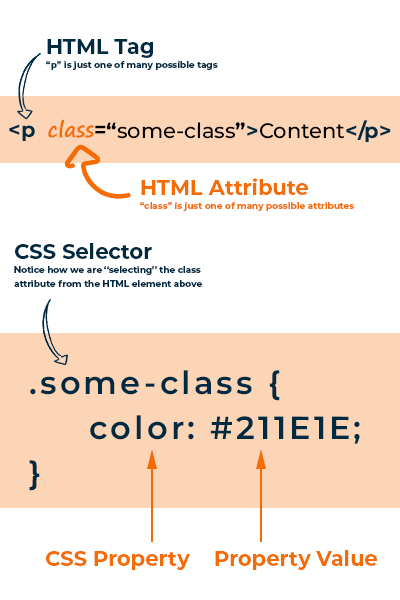 HTML Tag
“p” is just one of many possible tags
<p class=“some-class”>Content</p>
HTML Attribute
“class” is just one of many possible attributes
CSS Selector
Notice how we are “selecting” the class
attribute from the HTML element above
.some-class {
color: #211E1E;
}
CSS Property Property Value